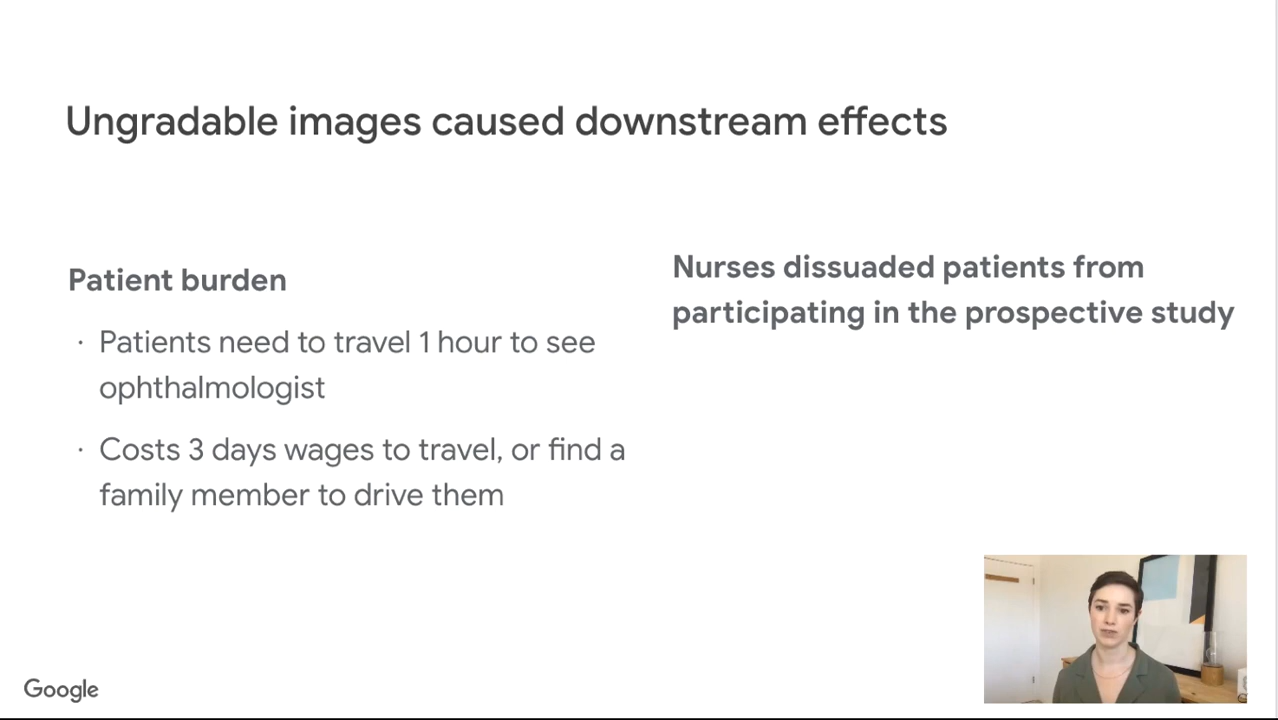 Ungradable images caused downstream effects
Patient burden
· Patients need to travel 1 hour to see
ophthalmologist
· Costs 3 days wages to travel, or find a
family member to drive them
Nurses dissuaded patients from
participating in the prospective study
Google